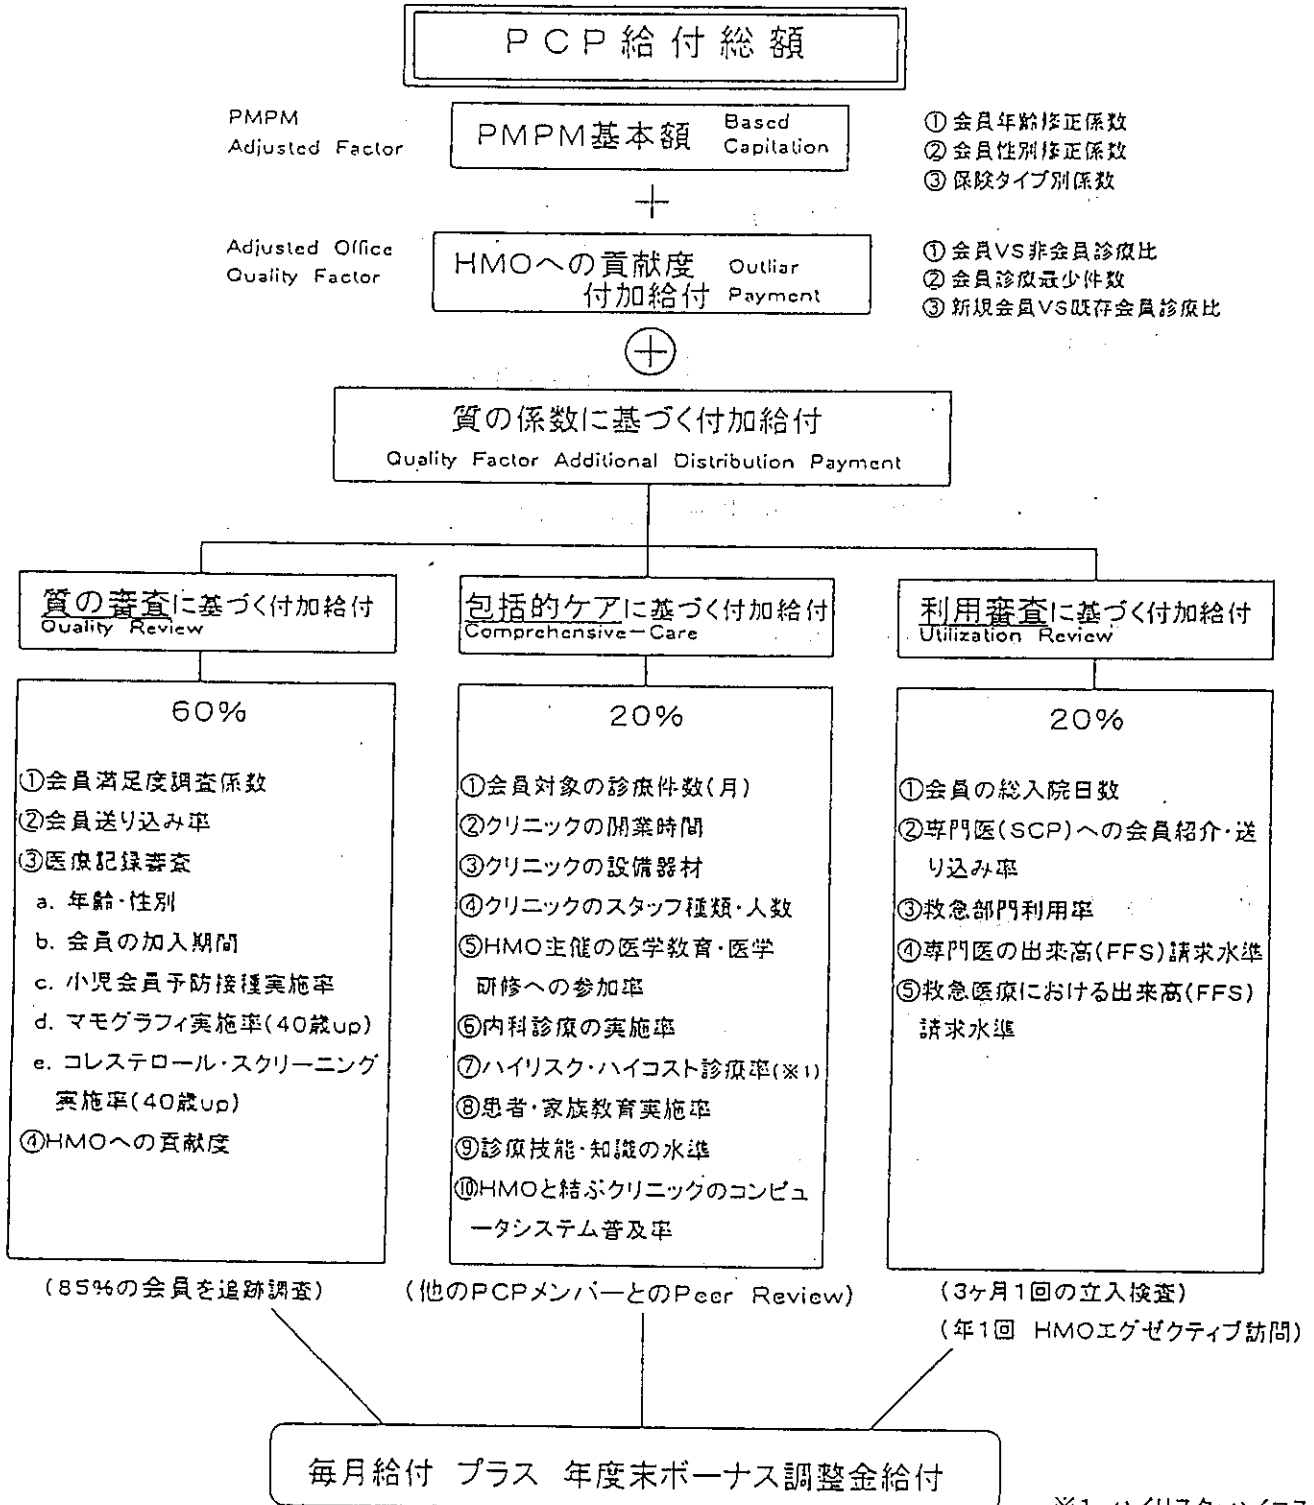 PCP給付総額
PMPM
Adjusted Factor
PMPM基本額 Based
Capitation
① 会員年齢修正係数
② 会員性別修正係数
③ 保険タイプ別係数
+
Adjusted Office
Quality Factor
HMOへの貢献度 Outliar
付加給付 Payment
① 会員VS非会員診療比
② 会員診療最少件数
③ 新規会員VS既存会員診療比
+
質の係数に基づく付加給付
Quality Factor Additional Distribution Payment
質の審査に基づく付加給付
Quality Review
60%
①会員満足度調査係数
②会員送り込み率
③医療記録審査
a. 年齢・性別
b. 会員の加入期間
c. 小児会員予防接種実施率
d. マモグラフィ実施率(40歳up)
e. コレステロール・スクリーニング
実施率(40歳up)
④HMOへの貢献度
(85%の会員を追跡調査)
包括的ケアに基づく付加給付
Comprehensive-Care
20%
①会員対象の診療件数(月)
②クリニックの開業時間
③クリニックの設備器材
④クリニックのスタッフ種類・人数
⑤HMO主催の医学教育・医学
研修への参加率
⑥内科診療の実施率
⑦ハイリスク・ハイコスト診療率(※1)
⑧患者・家族教育実施率
⑨診療技能・知識の水準
⑩HMOと結ぶクリニックのコンピュ
ータシステム普及率
(他のPCPメンバーとのPeer Review)
利用審査に基づく付加給付
Utilization Review
20%
①会員の総入院日数
②専門医(SCP)への会員紹介・送
り込み率
③救急部門利用率
④専門医の出来高(FFS)請求水準
⑤救急医療における出来高(FFS)
請求水準
(3ヶ月1回の立入検査)
(年1回 HMOエグゼクティブ訪問)
毎月給付 プラス 年度末ボーナス調整金給付